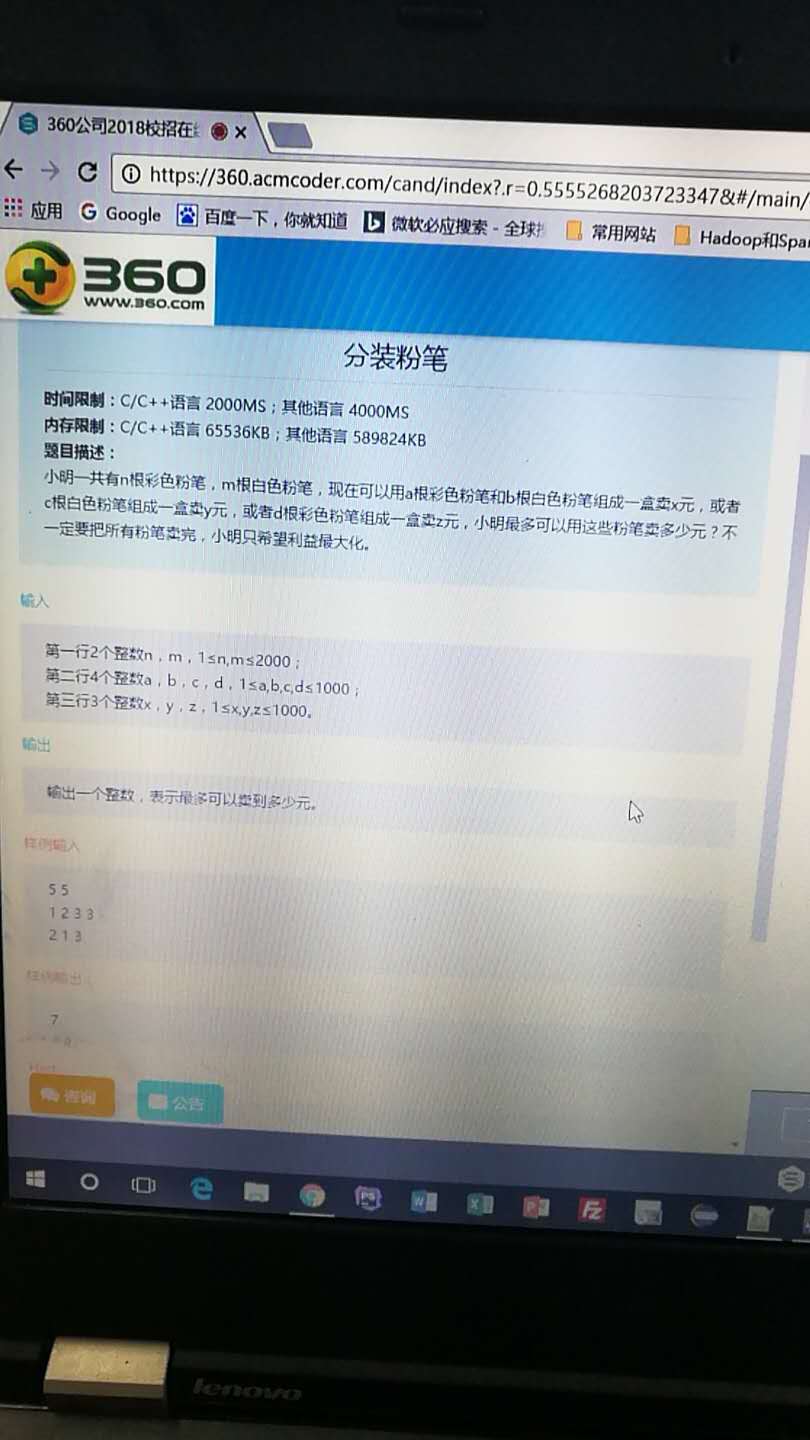 360公司2018校招在
https://360.acmcoder.com/cand/index?.r=0.5555268203723347&#/main/
应用 Google 百度一下，你就知道 微软必应搜索 - 全球 常用网站 Hadoop和Spa
360
www.360.com
分装粉笔
时间限制：C/C++语言 2000MS；其他语言 4000MS
内存限制：C/C++语言 65536KB；其他语言 589824KB
题目描述：
小明一共有n根彩色粉笔，m根白色粉笔，现在可以用a根彩色粉笔和b根白色粉笔组成一盒卖x元，或者
c根白色粉笔组成一盒卖y元，或者d根彩色粉笔组成一盒卖z元，小明最多可以用这些粉笔卖多少元？不
一定要把所有粉笔卖完，小明只希望利益最大化。
输入
第一行2个整数n，m，1≤n,m≤2000；
第二行4个整数a，b，c，d，1≤a,b,c,d≤1000；
第三行3个整数x，y，z，1≤x,y,z≤1000。
输出
输出一个整数，表示最多可以卖到多少元。
样例输入
5 5
1 2 3 3
2 1 3
样例输出
7
咨询 公告
lenovo